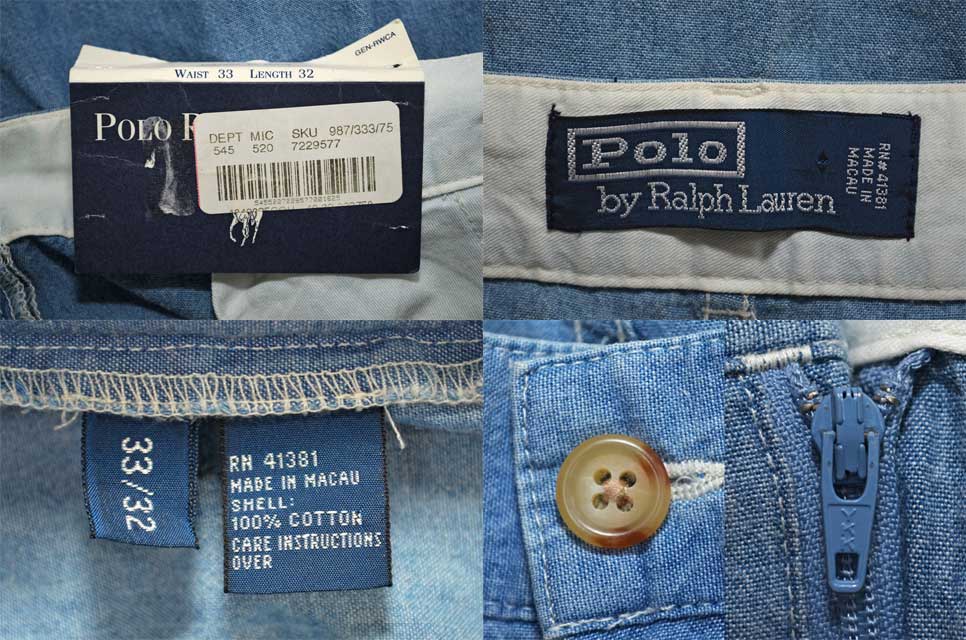 GEN-RWCA
WAIST 33 LENGTH 32
POLO R
DEPT MIC SKU 987/333/75
545 520 7229577
Polo
by Ralph Lauren
RN#41381
MADE IN
MACAU
33/32
RN 41381
MADE IN MACAU
SHELL:
100% COTTON
CARE INSTRUCTIONS
OVER
YKK